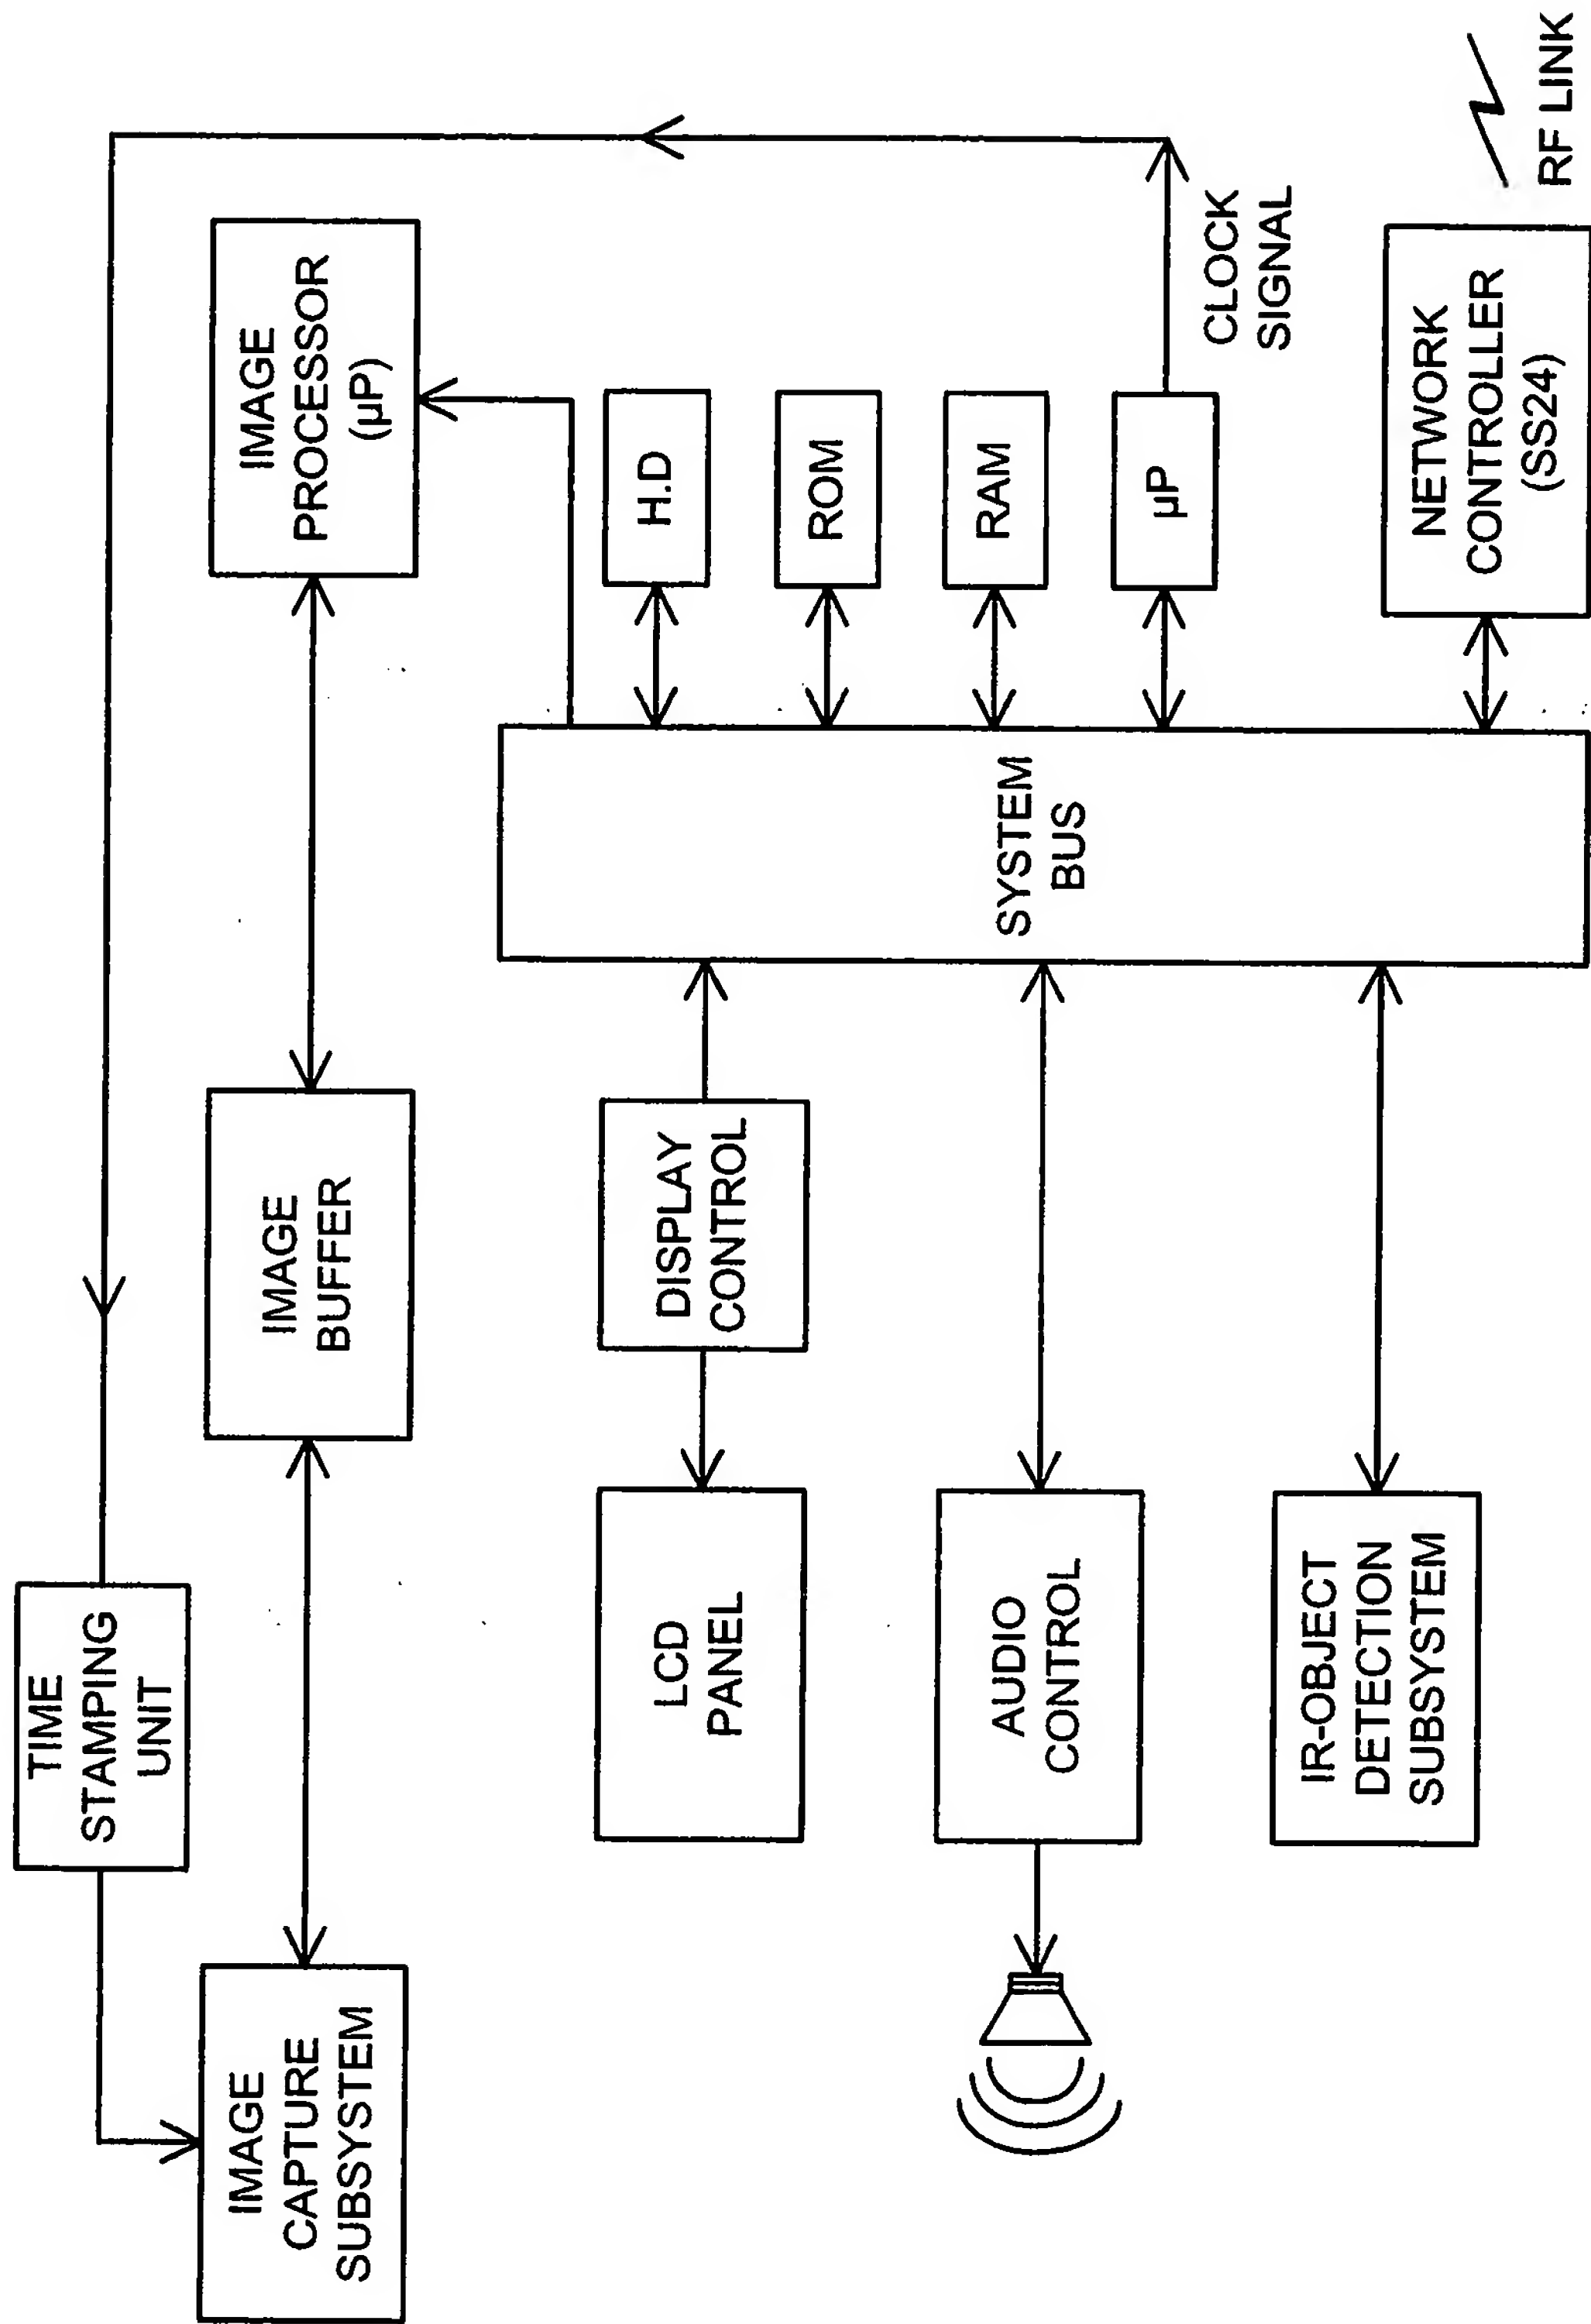 TIME
STAMPING
UNIT
IMAGE
CAPTURE
SUBSYSTEM
IMAGE
BUFFER
IMAGE
PROCESSOR
(µP)
LCD
PANEL
DISPLAY
CONTROL
H.D
ROM
SYSTEM
BUS
RAM
AUDIO
CONTROL
µP
CLOCK
SIGNAL
IR-OBJECT
DETECTION
SUBSYSTEM
NETWORK
CONTROLLER
(SS24)
RF LINK